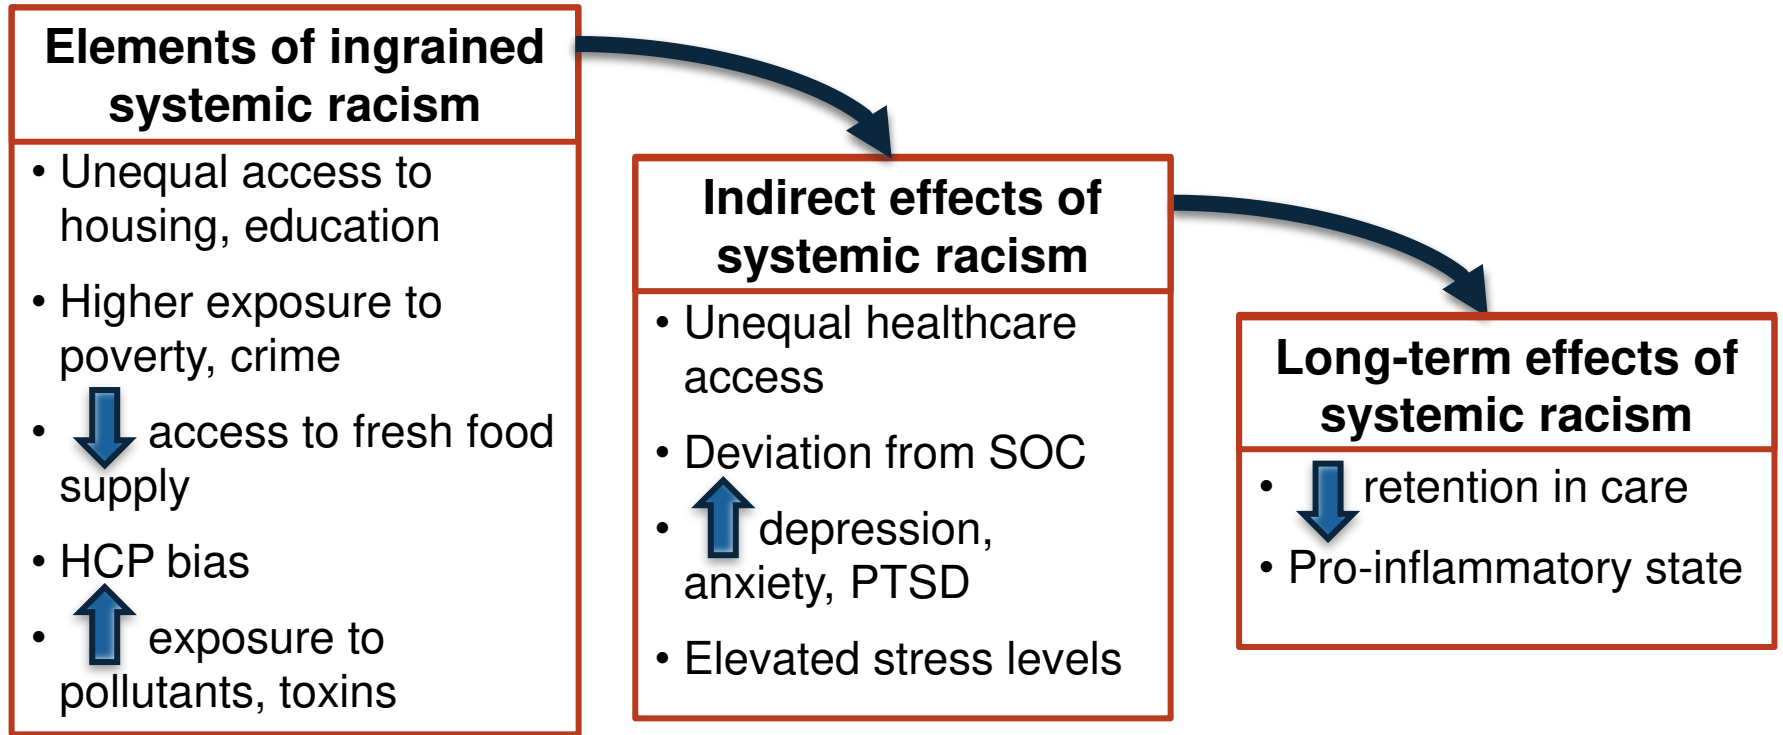 Elements of ingrained
systemic racism
• Unequal access to
housing, education
• Higher exposure to
poverty, crime
• access to fresh food
supply
• HCP bias
• exposure to
pollutants, toxins
Indirect effects of
systemic racism
• Unequal healthcare
access
• Deviation from SOC
• depression,
anxiety, PTSD
• Elevated stress levels
Long-term effects of
systemic racism
• retention in care
• Pro-inflammatory state